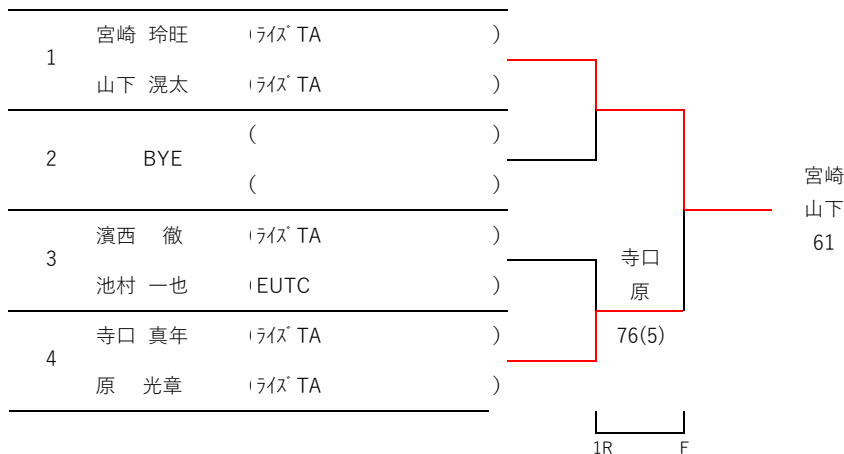 宮崎 玲旺 (ﾗｲｽﾞTA )
1
山下 滉太 (ﾗｲｽﾞTA )
( )
2 BYE
( )
宮崎
山下
61
濱西 徹 (ﾗｲｽﾞTA )
3
池村 一也 (EUTC )
寺口
原
76(5)
寺口 真年 (ﾗｲｽﾞTA )
4
原 光章 (ﾗｲｽﾞTA )
1R F